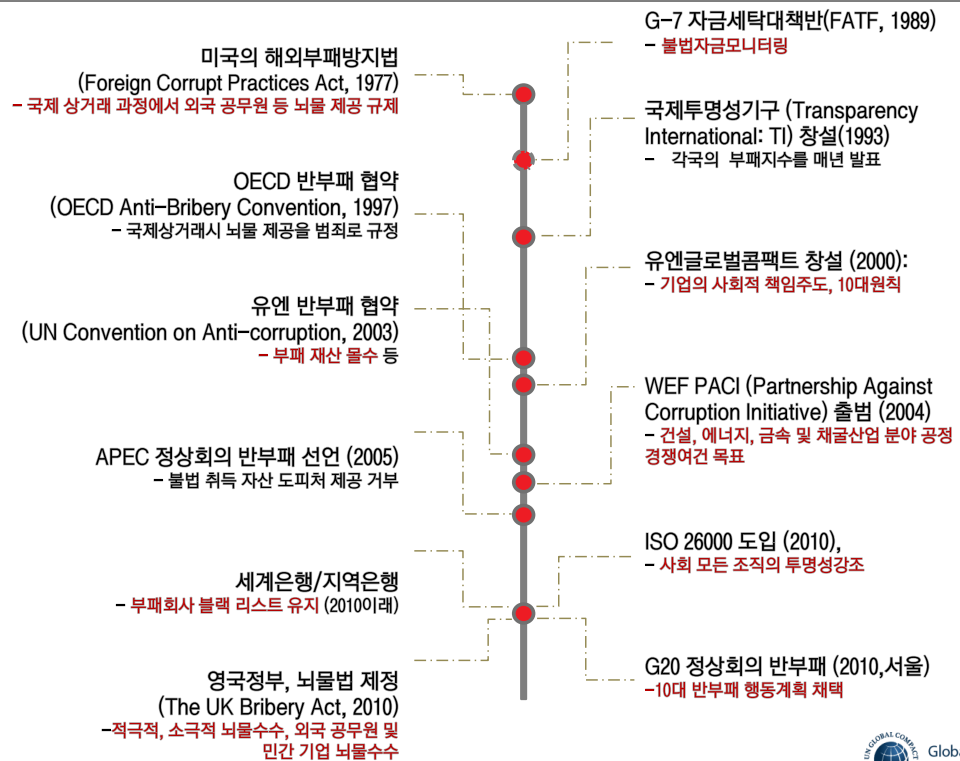 미국의 해외부패방지법
(Foreign Corrupt Practices Act, 1977)
- 국제 상거래 과정에서 외국 공무원 등 뇌물 제공 규제
OECD 반부패 협약
(OECD Anti-Bribery Convention, 1997)
- 국제상거래시 뇌물 제공을 범죄로 규정
유엔 반부패 협약
(UN Convention on Anti-corruption, 2003)
- 부패 재산 몰수 등
APEC 정상회의 반부패 선언 (2005)
- 불법 취득 자산 도피처 제공 거부
세계은행/지역은행
- 부패회사 블랙 리스트 유지 (2010이래)
영국정부, 뇌물법 제정
(The UK Bribery Act, 2010)
-적극적, 소극적 뇌물수수, 외국 공무원 및
민간 기업 뇌물수수
G-7 자금세탁대책반(FATF, 1989)
- 불법자금모니터링
국제투명성기구 (Transparency
International: TI) 창설(1993)
- 각국의 부패지수를 매년 발표
유엔글로벌콤팩트 창설 (2000):
- 기업의 사회적 책임주도, 10대원칙
WEF PACI (Partnership Against
Corruption Initiative) 출범 (2004)
- 건설, 에너지, 금속 및 채굴산업 분야 공정
경쟁여건 목표
ISO 26000 도입 (2010),
- 사회 모든 조직의 투명성강조
G20 정상회의 반부패 (2010,서울)
-10대 반부패 행동계획 채택
UN GLOBAL COMPACT